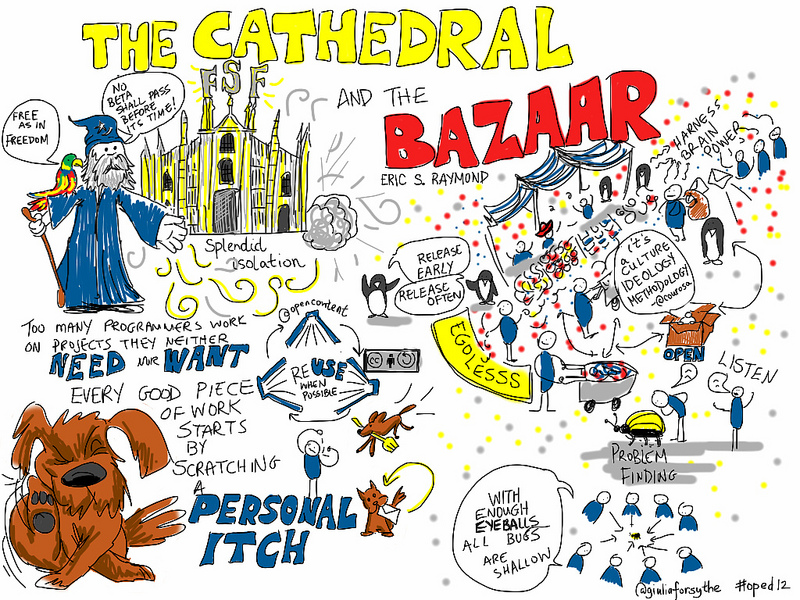 THE CATHEDRAL
FSF
AND THE
BAZAAR
ERIC S. RAYMOND
FREE
AS IN
FREEDOM
NO
BETA
SHALL PASS
BEFORE
ITS TIME!
Splendid
isolation
HARNESS
BRAIN
POWER
RELEASE
EARLY
RELEASE
OFTEN
it's
CULTURE
IDEOLOGY
METHODOLOGY
@courosa
OPEN
EGOLESSS
LISTEN
PROBLEM
FINDING
TOO MANY PROGRAMMERS WORK
ON PROJECTS THEY NEITHER
NEED NOR WANT
@opencontent
REUSE
WHEN
POSSIBLE
CC
EVERY GOOD PIECE
OF WORK
STARTS
BY
SCRATCHING
A
PERSONAL
ITCH
WITH
ENOUGH
EYEBALLS
ALL BUGS
ARE
SHALLOW
@giuliaforsythe #oped12